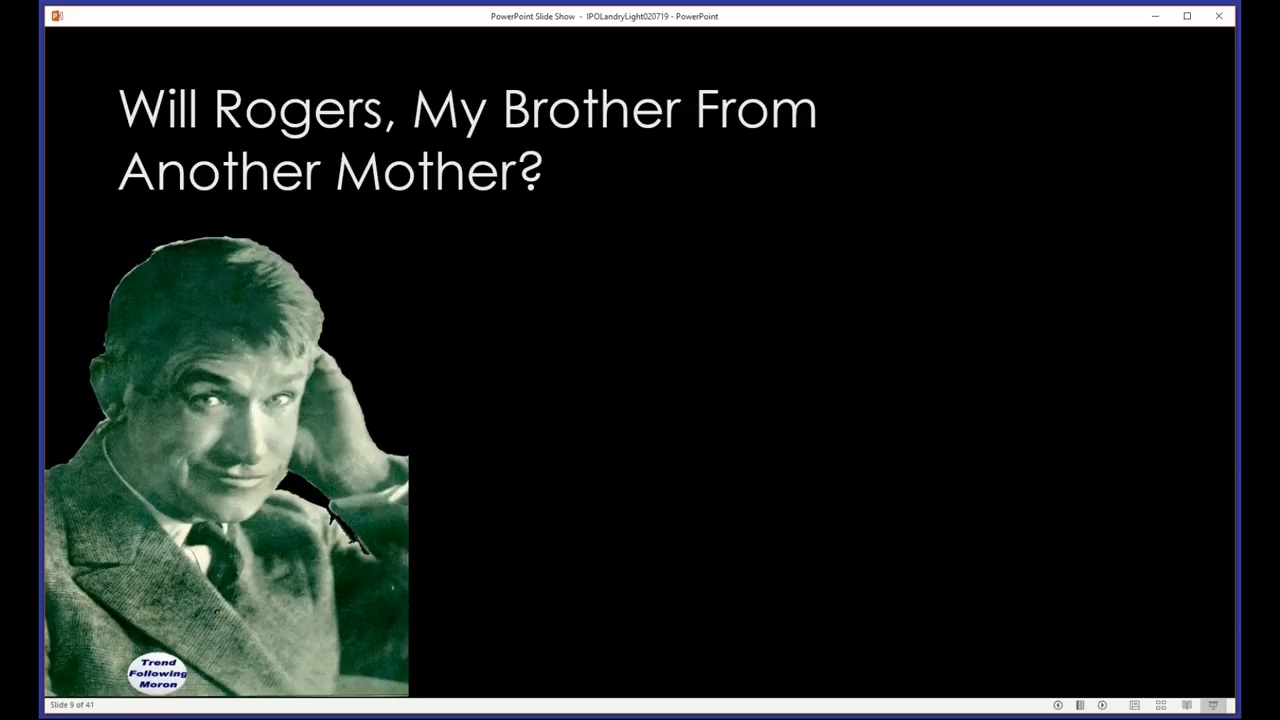 PowerPoint Slide Show - IPOLandryLight020719 - PowerPoint
Will Rogers, My Brother From
Another Mother?
Trend
Following
Moron
Slide 9 of 41